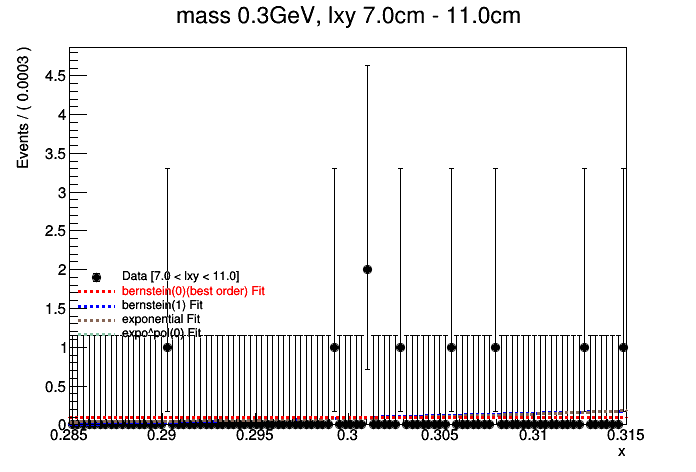 mass 0.3GeV, lxy 7.0cm - 11.0cm
Events / ( 0.0003 )
4.5
4
3.5
3
2.5
2
1.5
1
0.5
0
Data [7.0 < lxy < 11.0]
bernstein(0)(best order) Fit
bernstein(1) Fit
exponential Fit
expo^pol(0) Fit
0.285 0.29 0.295 0.3 0.305 0.31 0.315
x